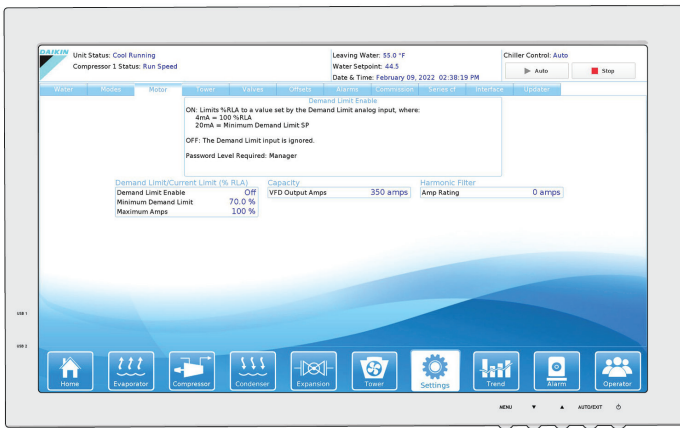 DAIKIN
Unit Status: Cool Running
Compressor 1 Status: Run Speed
Leaving Water: 55.0 °F
Water Setpoint: 44.5
Date & Time: February 09, 2022 02:38:19 PM
Chiller Control: Auto
Auto
Stop
Water Modes Motor Tower Valves Offsets Alarms Commission Series cf Interface Updater
Demand Limit Enable
ON: Limits %RLA to a value set by the Demand Limit analog input, where:
4mA = 100 %RLA
20mA = Minimum Demand Limit SP
OFF: The Demand Limit input is ignored.
Password Level Required: Manager
Demand Limit/Current Limit (% RLA)
Demand Limit Enable Off
Minimum Demand Limit 70.0 %
Maximum Amps 100 %
Capacity
VFD Output Amps 350 amps
Harmonic Filter
Amp Rating 0 amps
USB 1
USB 2
Home Evaporator Compressor Condenser Expansion Tower Settings Trend Alarm Operator
MENU ▼ ▲ AUTO/EXIT